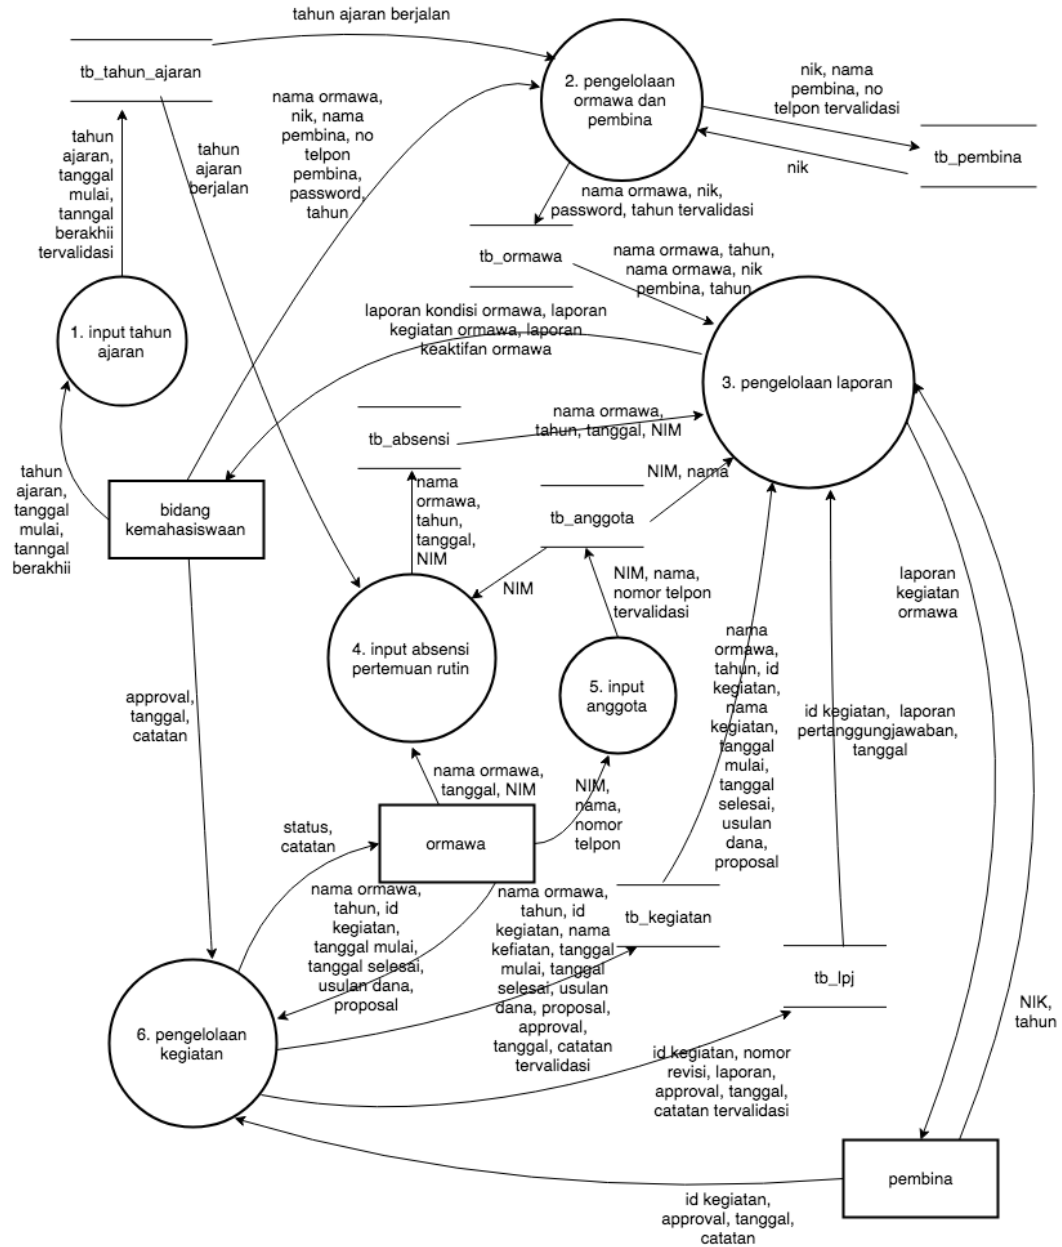 tahun ajaran berjalan
tb_tahun_ajaran
2. pengelolaan
ormawa dan
pembina
nik, nama
pembina, no
telpon tervalidasi
tb_pembina
nik
nama ormawa,
nik, nama
pembina, no
telpon
pembina,
password,
tahun
tahun
ajaran
berjalan
tahun
ajaran,
tanggal
mulai,
tanngal
berakhii
tervalidasi
nama ormawa, nik,
password, tahun tervalidasi
tb_ormawa
nama ormawa, tahun,
nama ormawa, nik
pembina, tahun
1. input tahun
ajaran
laporan kondisi ormawa, laporan
kegiatan ormawa, laporan
keaktifan ormawa
3. pengelolaan laporan
tb_absensi
nama ormawa,
tahun, tanggal, NIM
NIM, nama
tahun
ajaran,
tanggal
mulai,
tanngal
berakhii
bidang
kemahasiswaan
nama
ormawa,
tahun,
tanggal,
NIM
tb_anggota
NIM
NIM, nama,
nomor telpon
tervalidasi
laporan
kegiatan
ormawa
4. input absensi
pertemuan rutin
5. input
anggota
nama
ormawa,
tahun, id
kegiatan,
nama
kegiatan,
tanggal
mulai,
tanggal
selesai,
usulan
dana,
proposal
id kegiatan,  laporan
pertanggungjawaban,
tanggal
approval,
tanggal,
catatan
nama ormawa,
tanggal, NIM
NIM,
nama,
nomor
telpon
status,
catatan
ormawa
nama ormawa,
tahun, id
kegiatan,
tanggal mulai,
tanggal selesai,
usulan dana,
proposal
nama ormawa,
tahun, id
kegiatan, nama
kefiatan, tanggal
mulai, tanggal
selesai, usulan
dana, proposal,
approval,
tanggal, catatan
tervalidasi
tb_kegiatan
tb_lpj
6. pengelolaan
kegiatan
NIK,
tahun
id kegiatan, nomor
revisi, laporan,
approval, tanggal,
catatan tervalidasi
pembina
id kegiatan,
approval, tanggal,
catatan